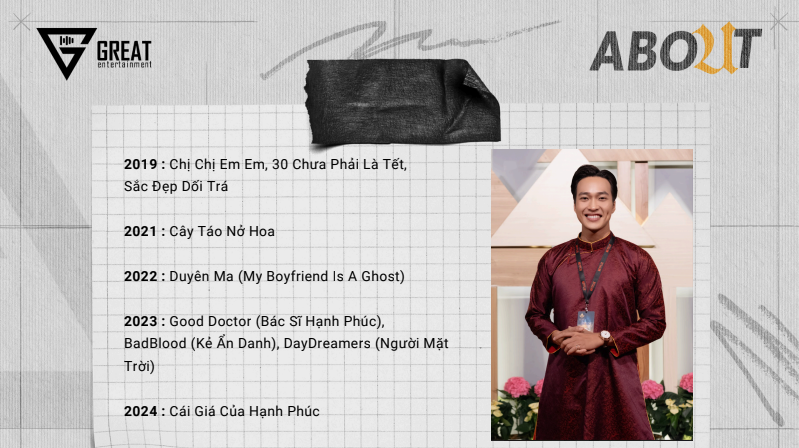 GREAT
entertainment
ABOUT
2019 : Chị Chị Em Em, 30 Chưa Phải Là Tết,
Sắc Đẹp Dối Trá
2021 : Cây Táo Nở Hoa
2022 : Duyên Ma (My Boyfriend Is A Ghost)
2023 : Good Doctor (Bác Sĩ Hạnh Phúc),
BadBlood (Kẻ Ẩn Danh), DayDreamers (Người Mặt
Trời)
2024 : Cái Giá Của Hạnh Phúc